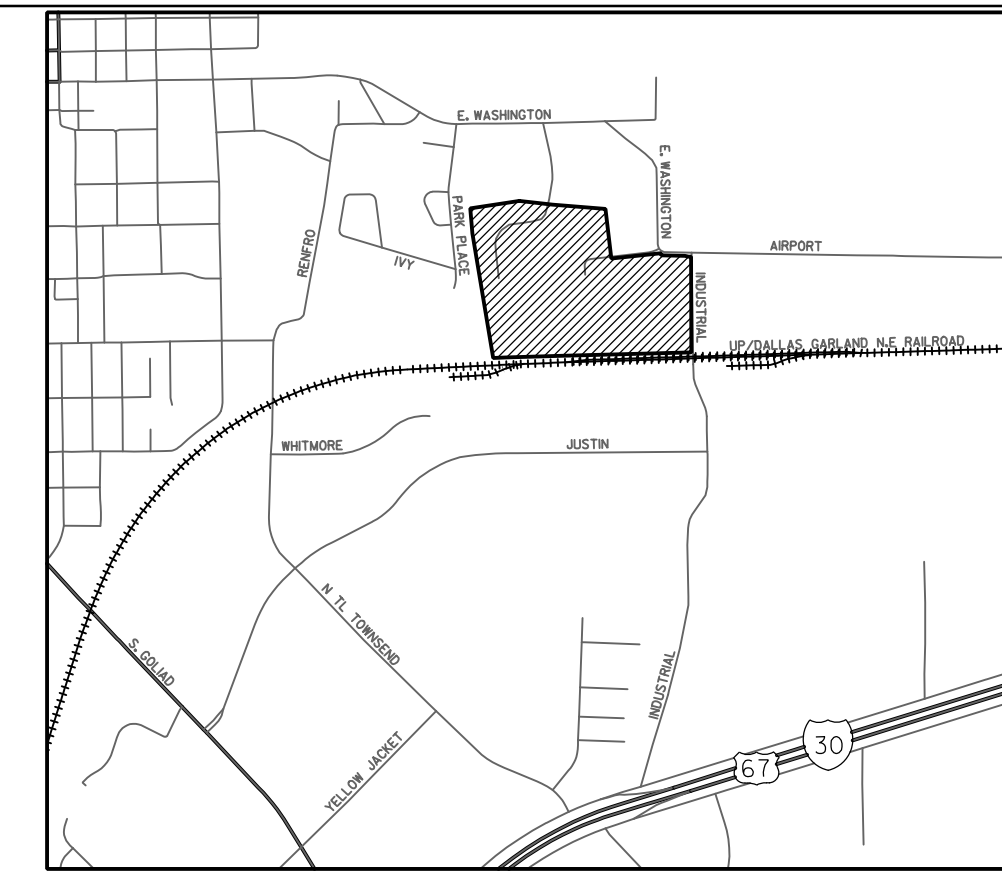 E. WASHINGTON
E. WASHINGTON
PARK PLACE
RENFRO
IVY
AIRPORT
INDUSTRIAL
UP/DALLAS GARLAND N.E RAILROAD
WHITMORE
JUSTIN
N TL TOWNSEND
S. GOLIAD
INDUSTRIAL
YELLOW JACKET
30
67